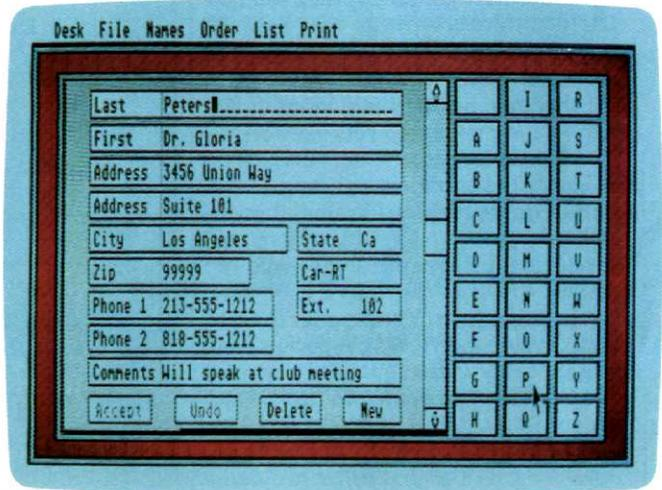 Desk File Names Order List Print
Last Peters
First Dr. Gloria
Address 3456 Union Way
Address Suite 101
City Los Angeles State Ca
Zip 99999 Car-RT
Phone 1 213-555-1212 Ext. 102
Phone 2 818-555-1212
Comments Will speak at club meeting
Accept Undo Delete New
I R
A J S
B K T
C L U
D M V
E N W
F O X
G P Y
H Q Z